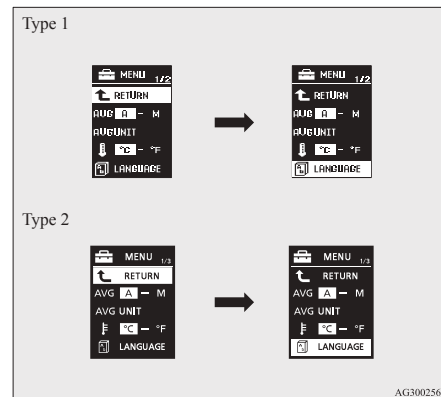 Type 1
MENU 1/2
RETURN
AVG A – M
AVG UNIT
°C – °F
LANGUAGE
MENU 1/2
RETURN
AVG A – M
AVG UNIT
°C – °F
LANGUAGE
Type 2
MENU 1/3
RETURN
AVG A – M
AVG UNIT
°C – °F
LANGUAGE
MENU 1/3
RETURN
AVG A – M
AVG UNIT
°C – °F
LANGUAGE
AG300256